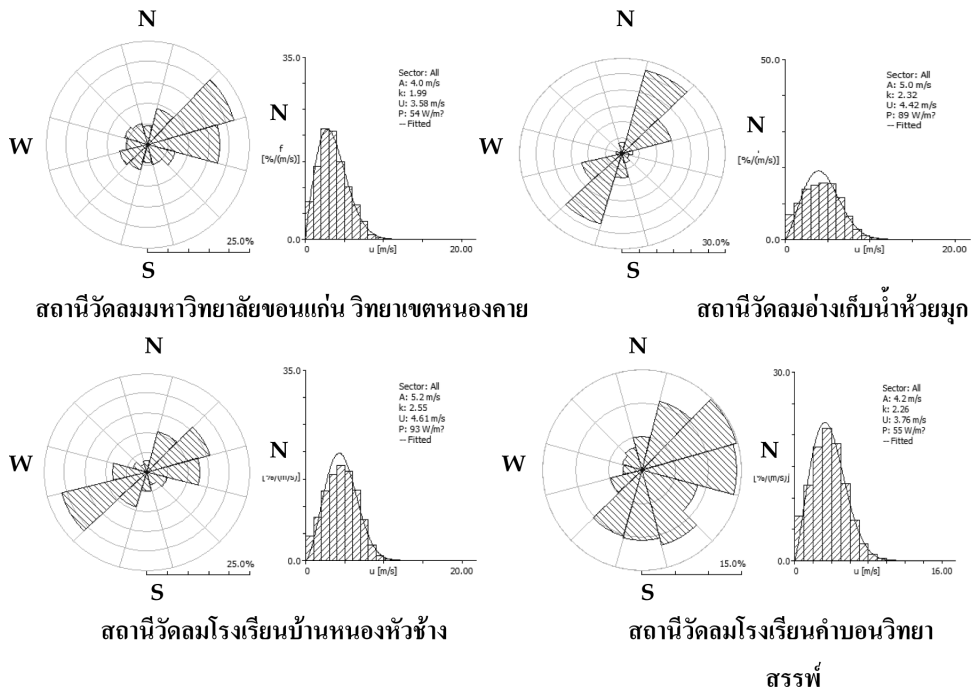 N
W
S
25.0%
35.0
N
f
[%/(m/s)]
0.0
0
u [m/s]
20.00
Sector: All
A: 4.0 m/s
k: 1.99
U: 3.58 m/s
P: 54 W/m?
— Fitted
สถานีวัดลมมหาวิทยาลัยขอนแก่น วิทยาเขตหนองคาย
N
W
S
30.0%
50.0
N
[%/(m/s)]
0.0
0
u [m/s]
20.00
Sector: All
A: 5.0 m/s
k: 2.32
U: 4.42 m/s
P: 89 W/m?
— Fitted
สถานีวัดลมอ่างเก็บน้ำห้วยมุก
N
W
S
25.0%
35.0
N
[%/(m/s)]
0.0
0
u [m/s]
20.00
Sector: All
A: 5.2 m/s
k: 2.55
U: 4.61 m/s
P: 93 W/m?
— Fitted
สถานีวัดลมโรงเรียนบ้านหนองหัวช้าง
N
W
S
15.0%
30.0
N
[%/(m/s)]
0.0
0
u [m/s]
16.00
Sector: All
A: 4.2 m/s
k: 2.26
U: 3.76 m/s
P: 55 W/m?
— Fitted
สถานีวัดลมโรงเรียนคำบอนวิทยา
สรรพ์